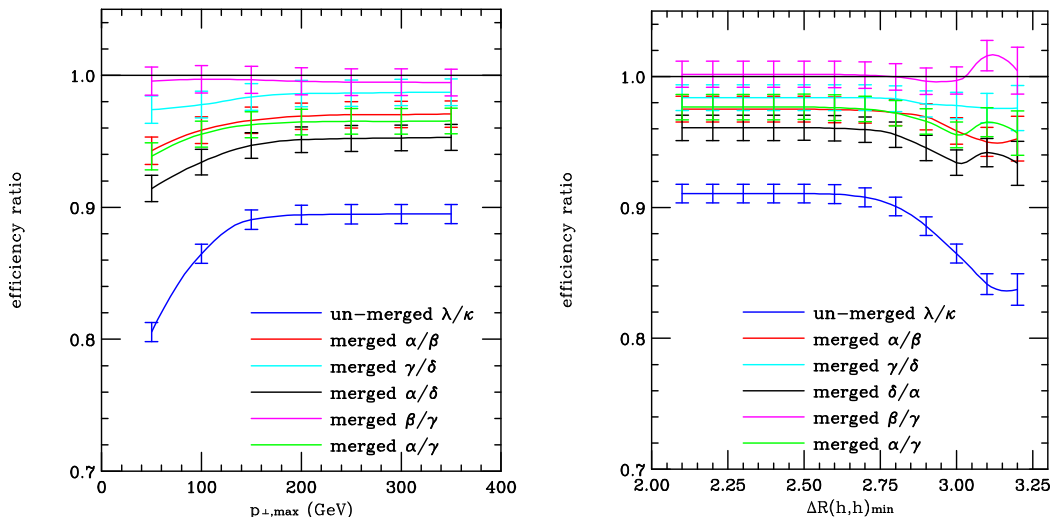 efficiency ratio
1.0
0.9
0.8
0.7
un-merged λ/κ
merged α/β
merged γ/δ
merged α/δ
merged β/γ
merged α/γ
0
100
200
300
400
p⊥,max (GeV)
efficiency ratio
1.0
0.9
0.8
0.7
un-merged λ/κ
merged α/β
merged γ/δ
merged δ/α
merged β/γ
merged α/γ
2.00
2.25
2.50
2.75
3.00
3.25
ΔR(h,h)min